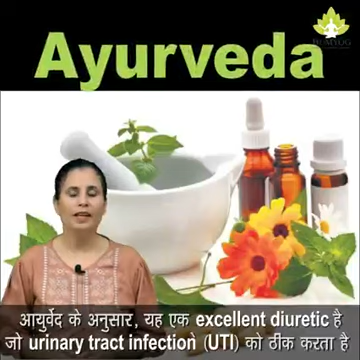 Ayurveda
आयुर्वेद के अनुसार, यह एक excellent diuretic है
जो urinary tract infection (UTI) को ठीक करता है